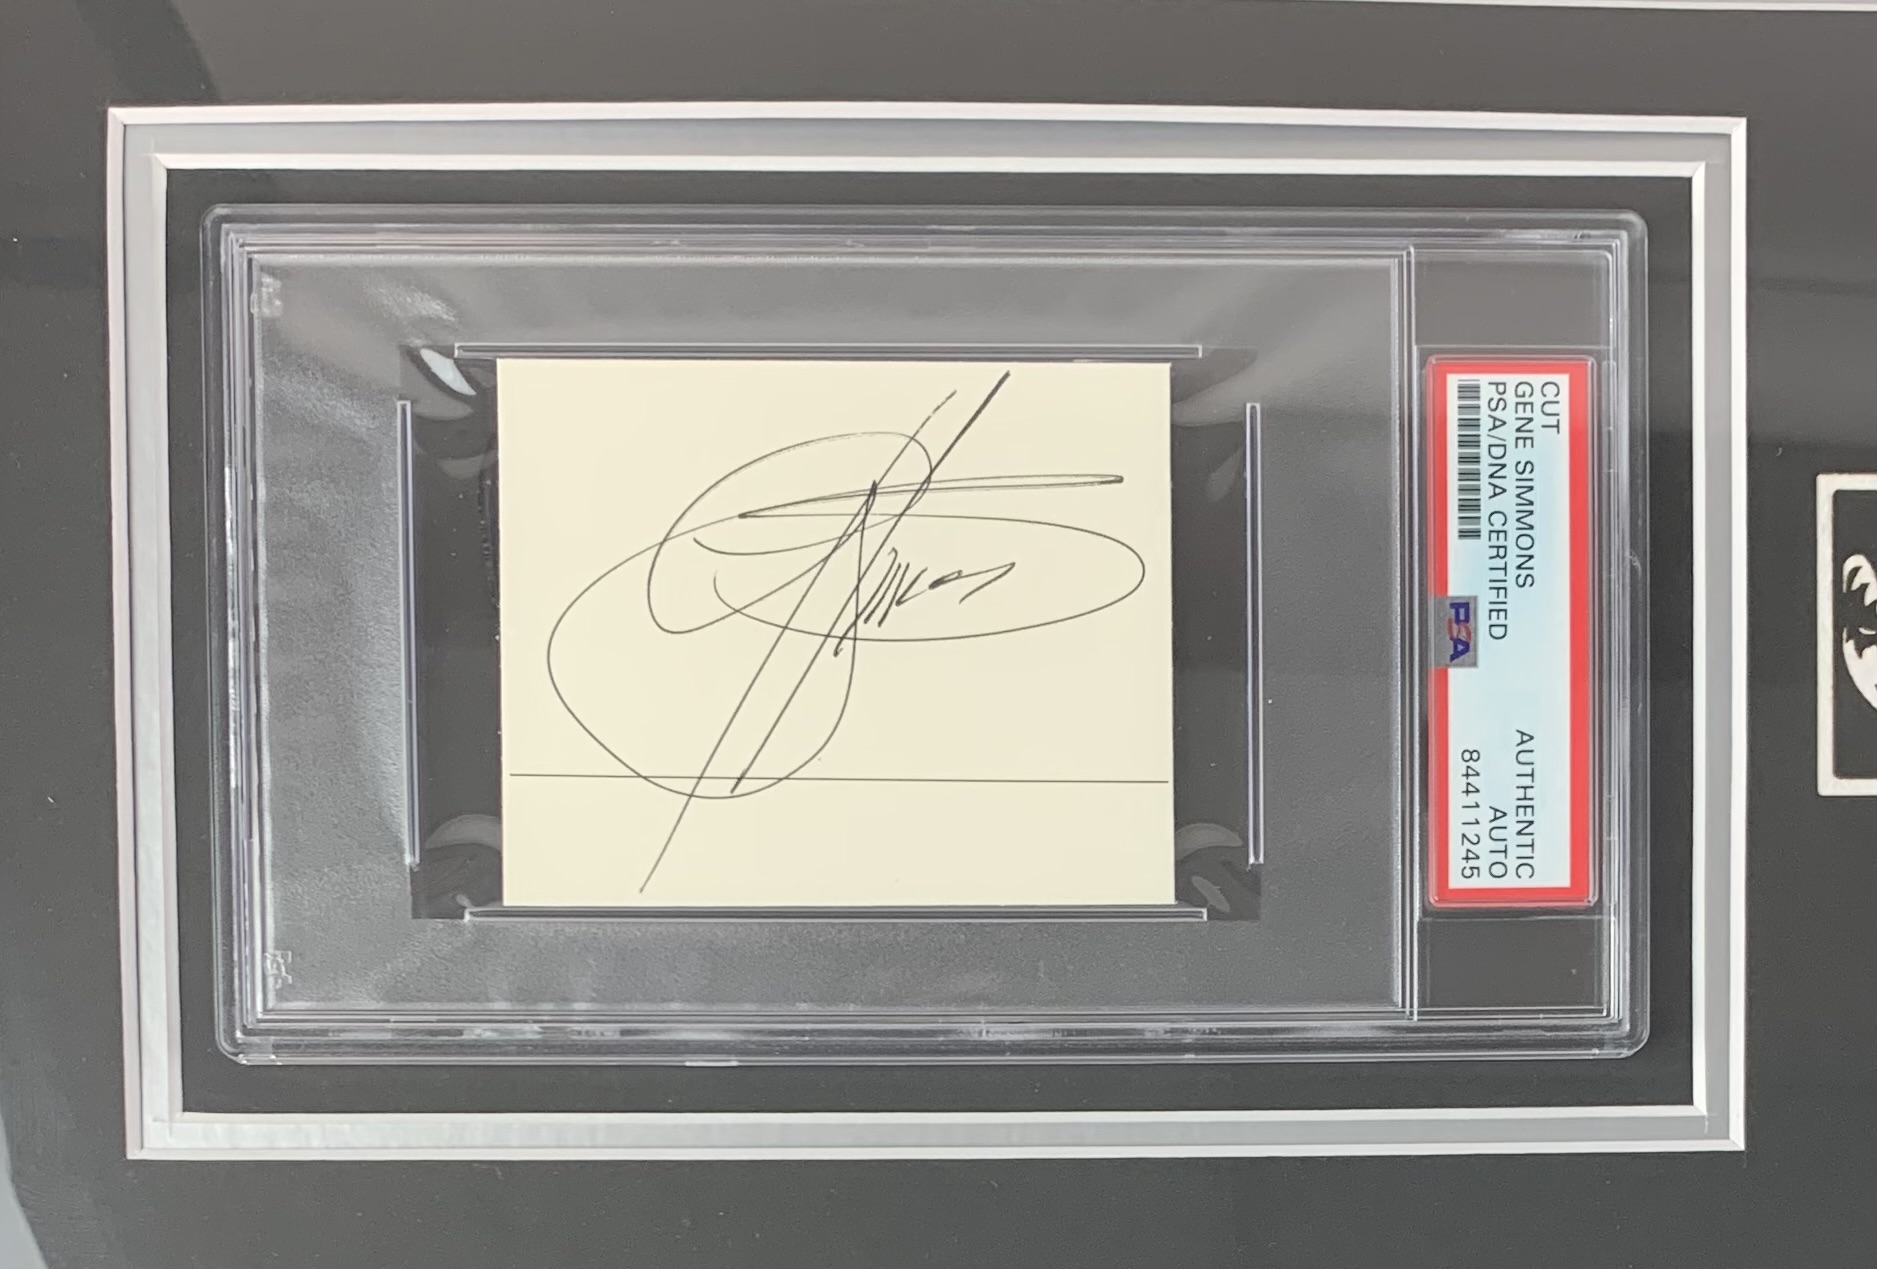 CUT
GENE SIMMONS AUTHENTIC
PSA/DNA CERTIFIED AUTO
84411245
PSA